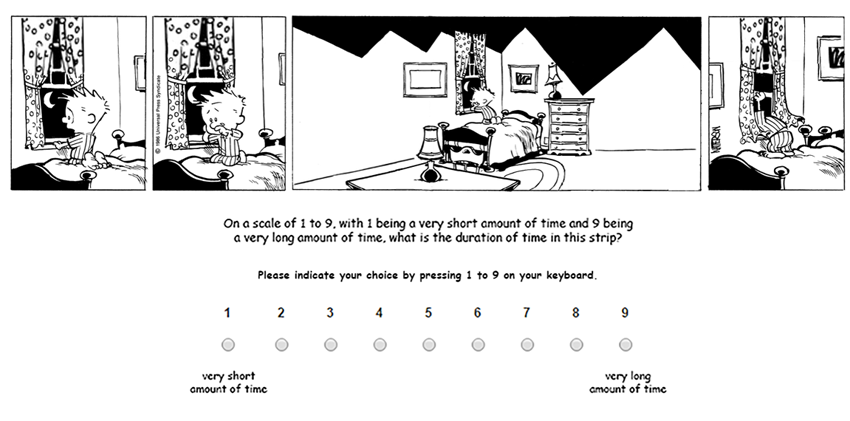 © 1986 Universal Press Syndicate
WATERSON
On a scale of 1 to 9, with 1 being a very short amount of time and 9 being
a very long amount of time, what is the duration of time in this strip?
Please indicate your choice by pressing 1 to 9 on your keyboard.
1 2 3 4 5 6 7 8 9
very short
amount of time
very long
amount of time